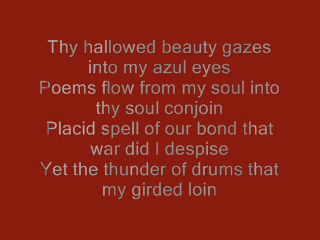 Thy hallowed beauty gazes
into my azul eyes
Poems flow from my soul into
thy soul conjoin
Placid spell of our bond that
war did I despise
Yet the thunder of drums that
my girded loin